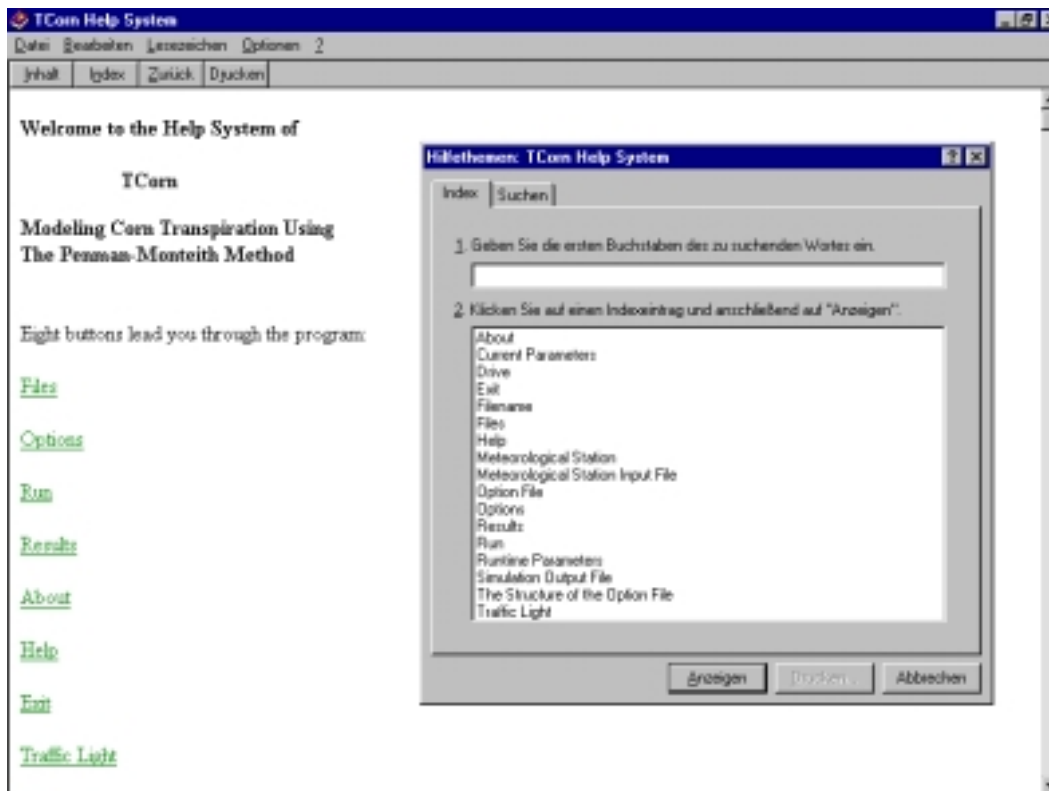 TCorn Help System
Datei Bearbeiten Lesezeichen Optionen ?
Inhalt Index Zurück Drucken
Welcome to the Help System of
TCorn
Modeling Corn Transpiration Using
The Penman-Monteith Method
Eight buttons lead you through the program:
Files
Options
Run
Results
About
Help
Exit
Traffic Light
Hilfethemen: TCorn Help System
Index Suchen
1. Geben Sie die ersten Buchstaben des zu suchenden Wortes ein.
2. Klicken Sie auf einen Indexeintrag und anschließend auf "Anzeigen".
About
Current Parameters
Drive
Exit
Filename
Files
Help
Meteorological Station
Meteorological Station Input File
Option File
Options
Results
Run
Runtime Parameters
Simulation Output File
The Structure of the Option File
Traffic Light
Anzeigen Drucken... Abbrechen